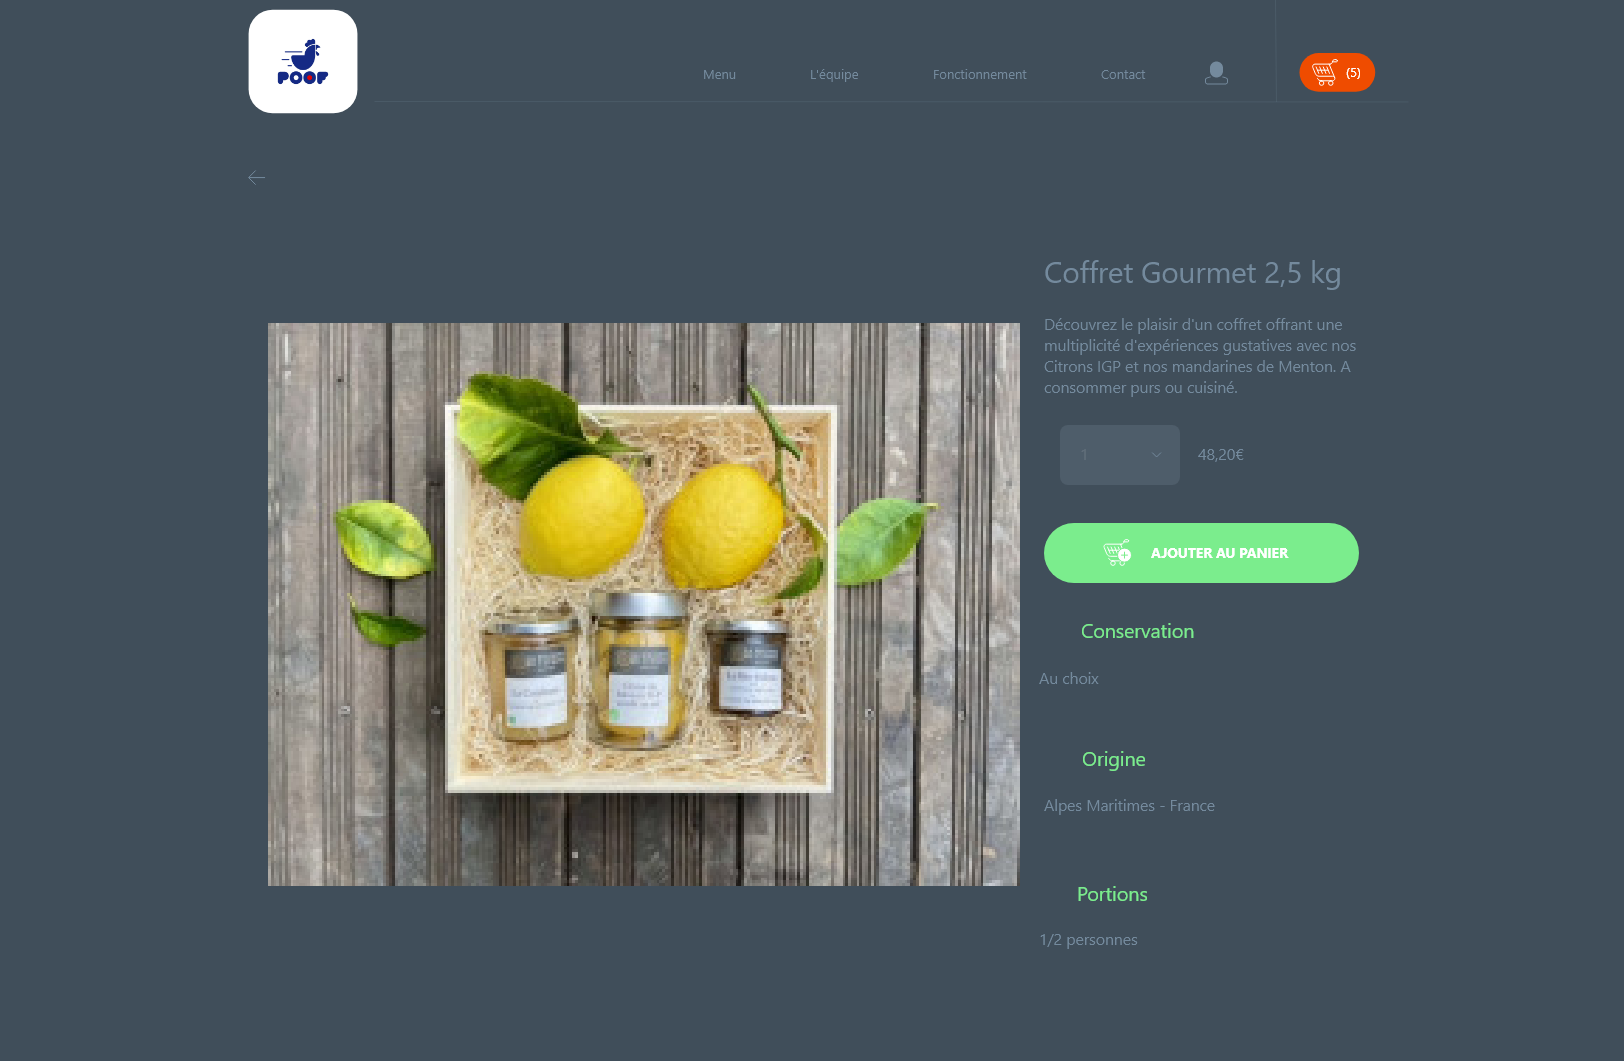 POOF
Menu
L'équipe
Fonctionnement
Contact
(5)
Coffret Gourmet 2,5 kg
Découvrez le plaisir d'un coffret offrant une
multiplicité d'expériences gustatives avec nos
Citrons IGP et nos mandarines de Menton. A
consommer purs ou cuisiné.
1
48,20€
AJOUTER AU PANIER
Conservation
Au choix
Origine
Alpes Maritimes - France
Portions
1/2 personnes